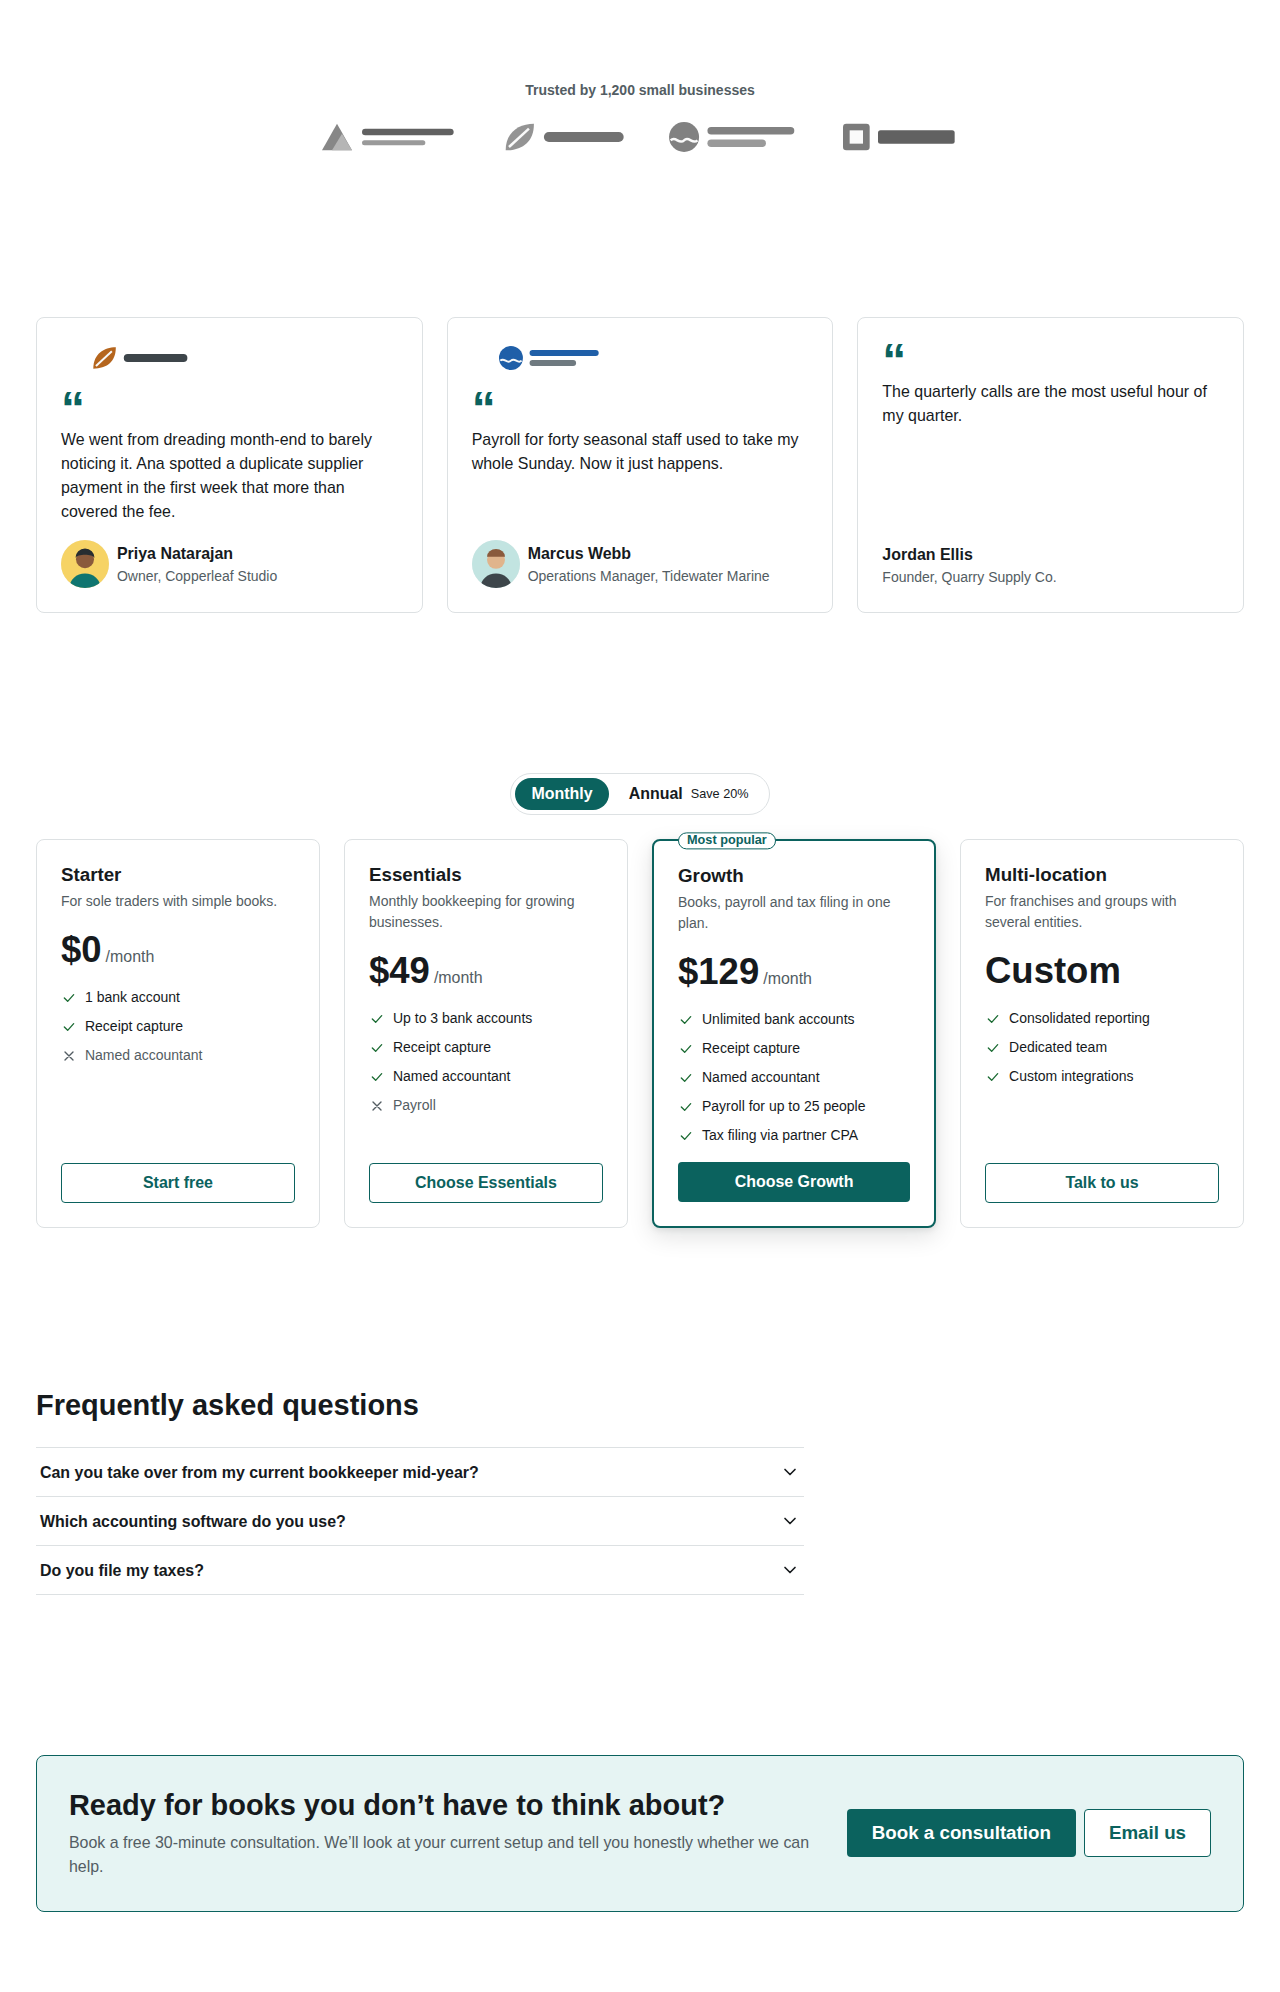 Trusted by 1,200 small businesses
“
We went from dreading month-end to barely
noticing it. Ana spotted a duplicate supplier
payment in the first week that more than
covered the fee.
Priya Natarajan
Owner, Copperleaf Studio
“
Payroll for forty seasonal staff used to take my
whole Sunday. Now it just happens.
Marcus Webb
Operations Manager, Tidewater Marine
“
The quarterly calls are the most useful hour of
my quarter.
Jordan Ellis
Founder, Quarry Supply Co.
Monthly
Annual Save 20%
Starter
For sole traders with simple books.
$0 /month
1 bank account
Receipt capture
Named accountant
Start free
Essentials
Monthly bookkeeping for growing
businesses.
$49 /month
Up to 3 bank accounts
Receipt capture
Named accountant
Payroll
Choose Essentials
Most popular
Growth
Books, payroll and tax filing in one
plan.
$129 /month
Unlimited bank accounts
Receipt capture
Named accountant
Payroll for up to 25 people
Tax filing via partner CPA
Choose Growth
Multi-location
For franchises and groups with
several entities.
Custom
Consolidated reporting
Dedicated team
Custom integrations
Talk to us
Frequently asked questions
Can you take over from my current bookkeeper mid-year?
Which accounting software do you use?
Do you file my taxes?
Ready for books you don’t have to think about?
Book a free 30-minute consultation. We’ll look at your current setup and tell you honestly whether we can
help.
Book a consultation
Email us